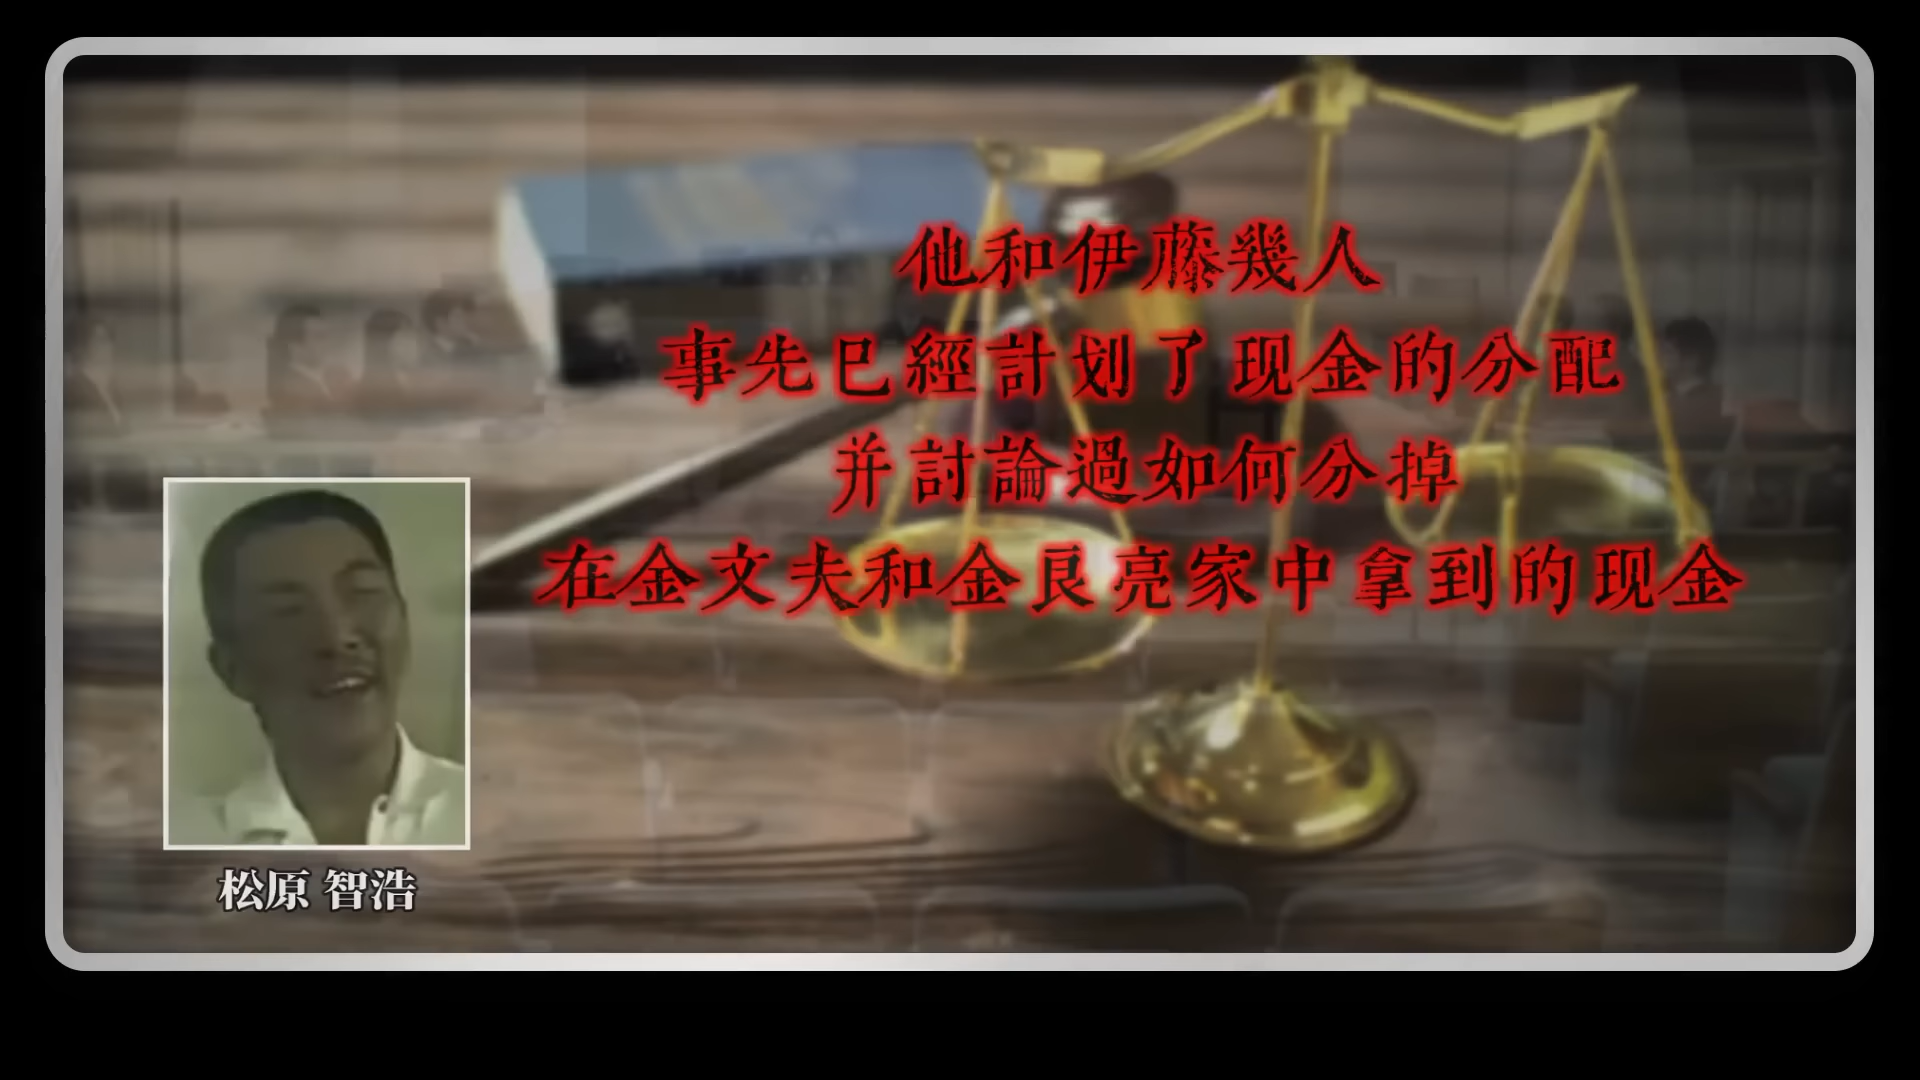 他和伊藤幾人
事先已經計划了现金的分配
并討論過如何分掉
在金文夫和金良亮家中拿到的现金
松原 智浩